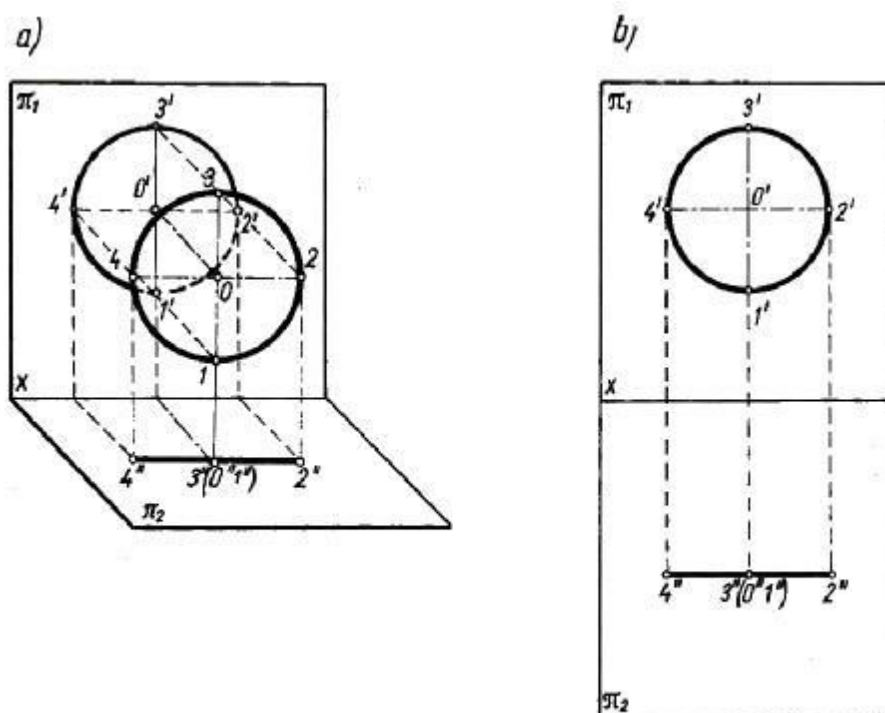 a) b)
π₁ π₁
3' 3'
0' 3
4' 2' 4' 0' 2'
4 2
0
1' 1'
1
x x
4" 3"(0"1") 2"
π₂
4" 3"(0"1") 2"
π₂